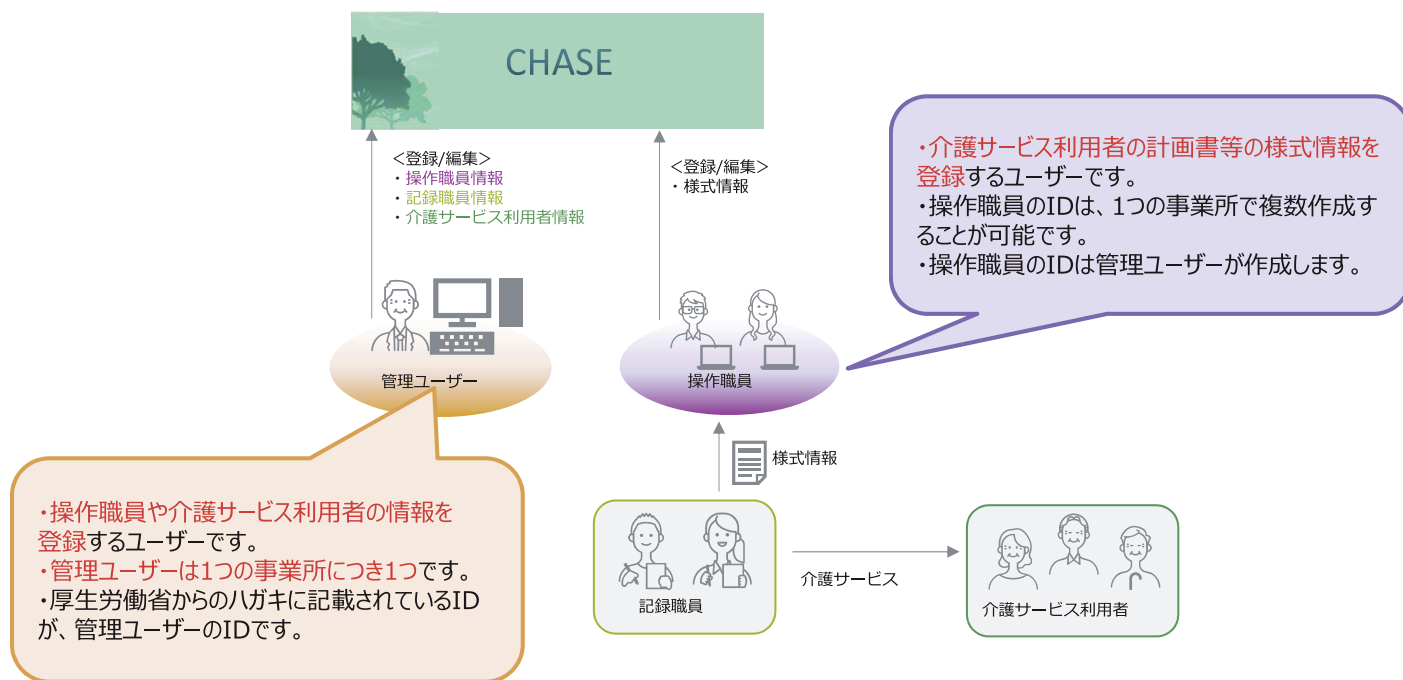 CHASE
<登録/編集>
・操作職員情報
・記録職員情報
・介護サービス利用者情報
<登録/編集>
・様式情報
・介護サービス利用者の計画書等の様式情報を
登録するユーザーです。
・操作職員のIDは、1つの事業所で複数作成す
ることが可能です。
・操作職員のIDは管理ユーザーが作成します。
管理ユーザー
操作職員
様式情報
・操作職員や介護サービス利用者の情報を
登録するユーザーです。
・管理ユーザーは1つの事業所につき1つです。
・厚生労働省からのハガキに記載されているID
が、管理ユーザーのIDです。
記録職員
介護サービス
介護サービス利用者